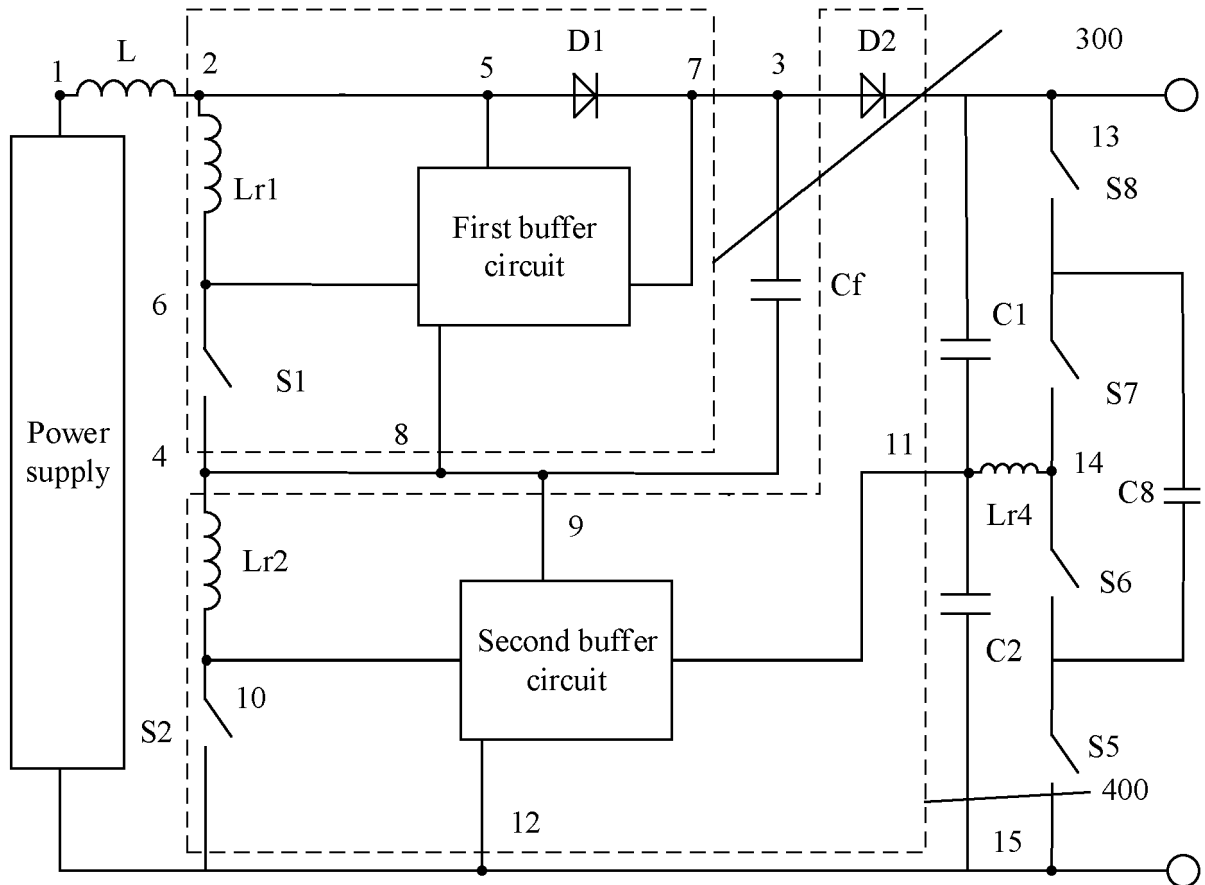 1
L
2
5
D1
7
3
D2
300
13
S8
Lr1
First buffer
circuit
6
Cf
C1
S1
S7
Power
supply
4
8
11
14
C8
Lr4
9
Lr2
S6
Second buffer
circuit
C2
10
S2
S5
400
12
15